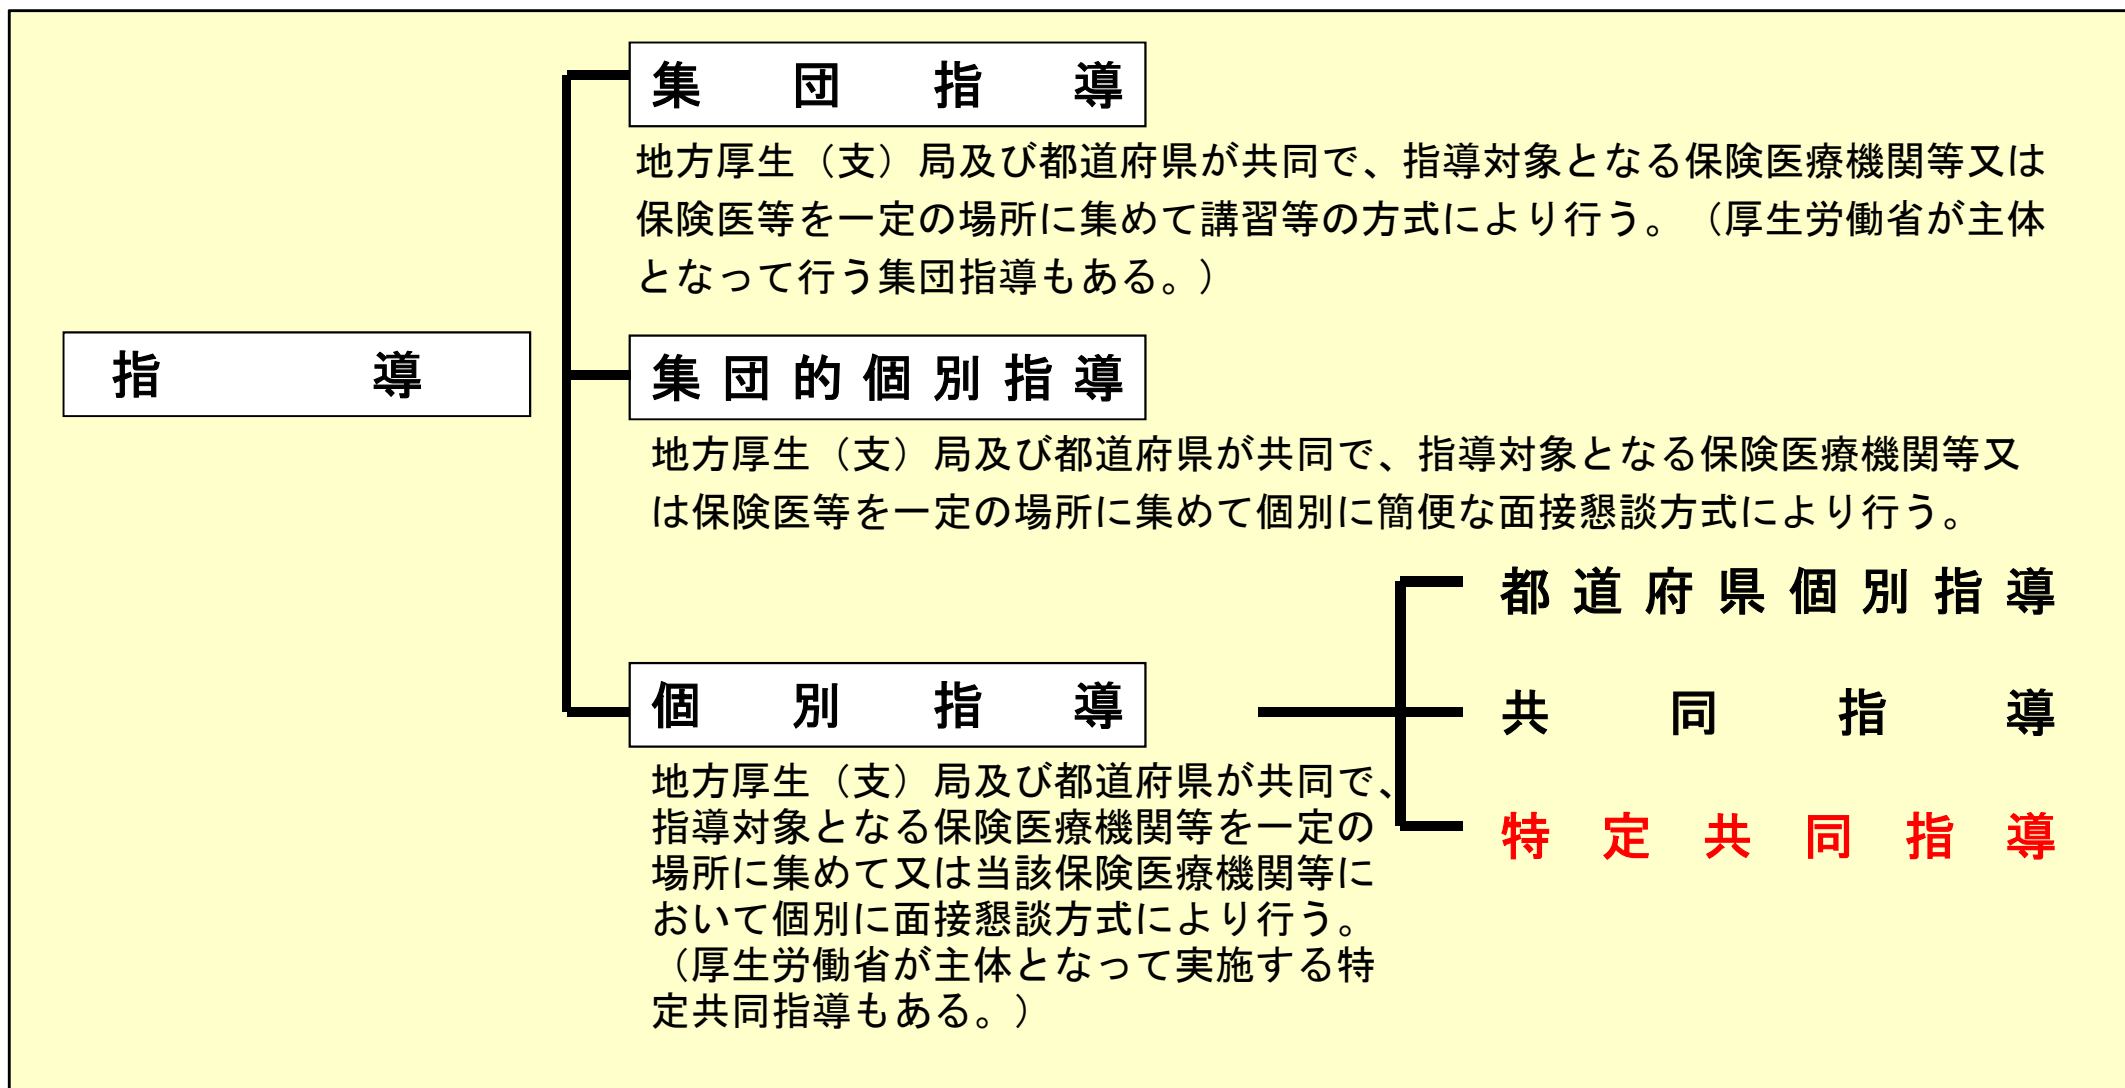 集団指導
地方厚生（支）局及び都道府県が共同で、指導対象となる保険医療機関等又は
保険医等を一定の場所に集めて講習等の方式により行う。（厚生労働省が主体
となって行う集団指導もある。）
指導
集団的個別指導
地方厚生（支）局及び都道府県が共同で、指導対象となる保険医療機関等又
は保険医等を一定の場所に集めて個別に簡便な面接懇談方式により行う。
個別指導
地方厚生（支）局及び都道府県が共同で、
指導対象となる保険医療機関等を一定の
場所に集めて又は当該保険医療機関等に
おいて個別に面接懇談方式により行う。
（厚生労働省が主体となって実施する特
定共同指導もある。）
都道府県個別指導
共同指導
特定共同指導